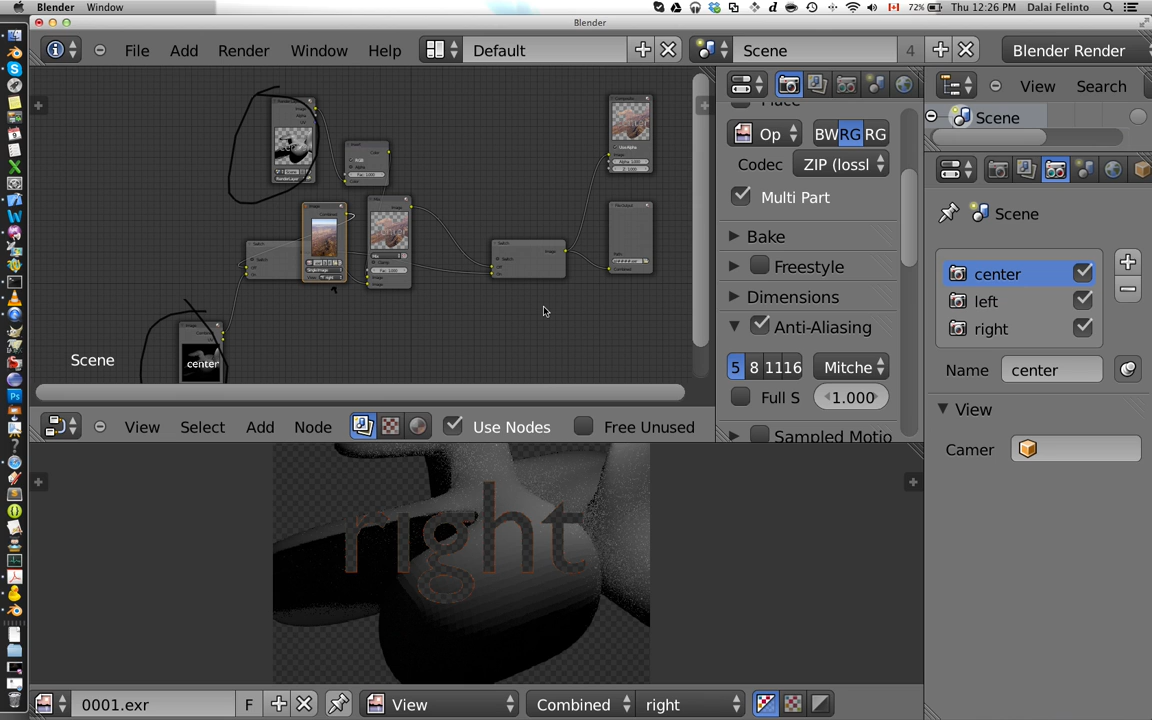 Blender Window 72% Thu 12:26 PM Dalai Felinto
Blender
File Add Render Window Help Default Scene 4 Blender Render
View Search
Scene
Op BW RG RG
Codec ZIP (lossl
Multi Part
Bake
Freestyle
Dimensions
Anti-Aliasing
5 8 11 16 Mitche
Full S 1.000
Sampled Motio
Scene
center
left
right
Name center
View
Camer
center
Scene
View Select Add Node Use Nodes Free Unused
right
0001.exr F View Combined right